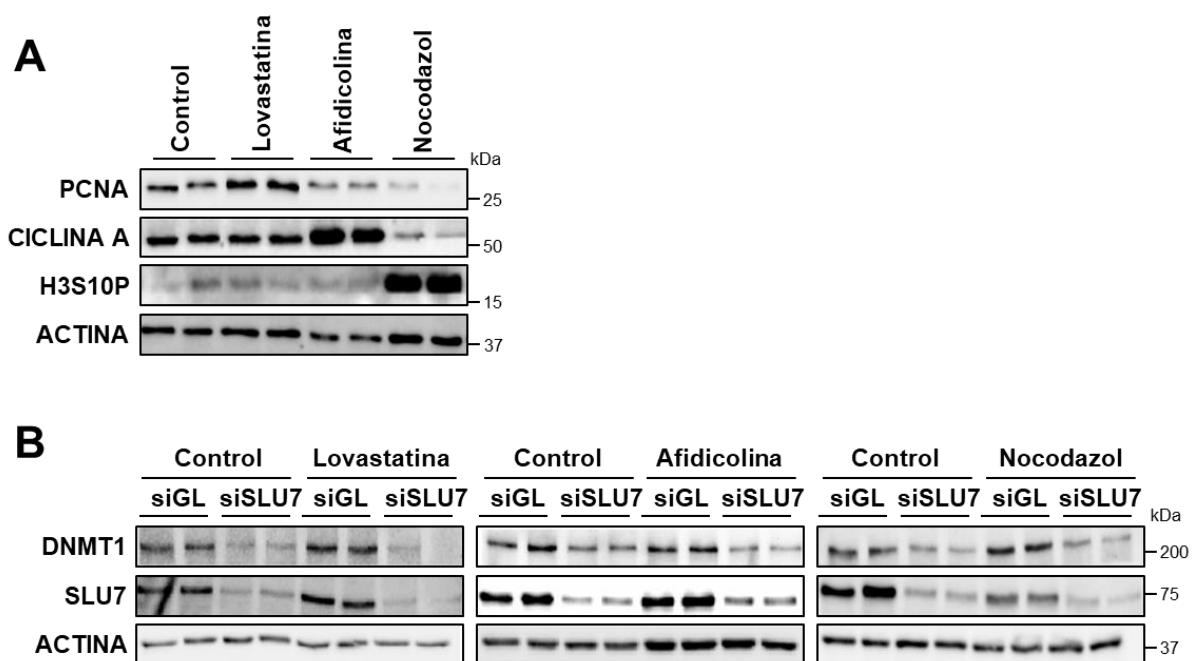 A
Control
Lovastatina
Afidicolina
Nocodazol
kDa
PCNA
25
CICLINA A
50
H3S10P
15
ACTINA
37
B
Control Lovastatina Control Afidicolina Control Nocodazol
siGL siSLU7 siGL siSLU7 siGL siSLU7 siGL siSLU7 siGL siSLU7 siGL siSLU7
kDa
DNMT1
200
SLU7
75
ACTINA
37